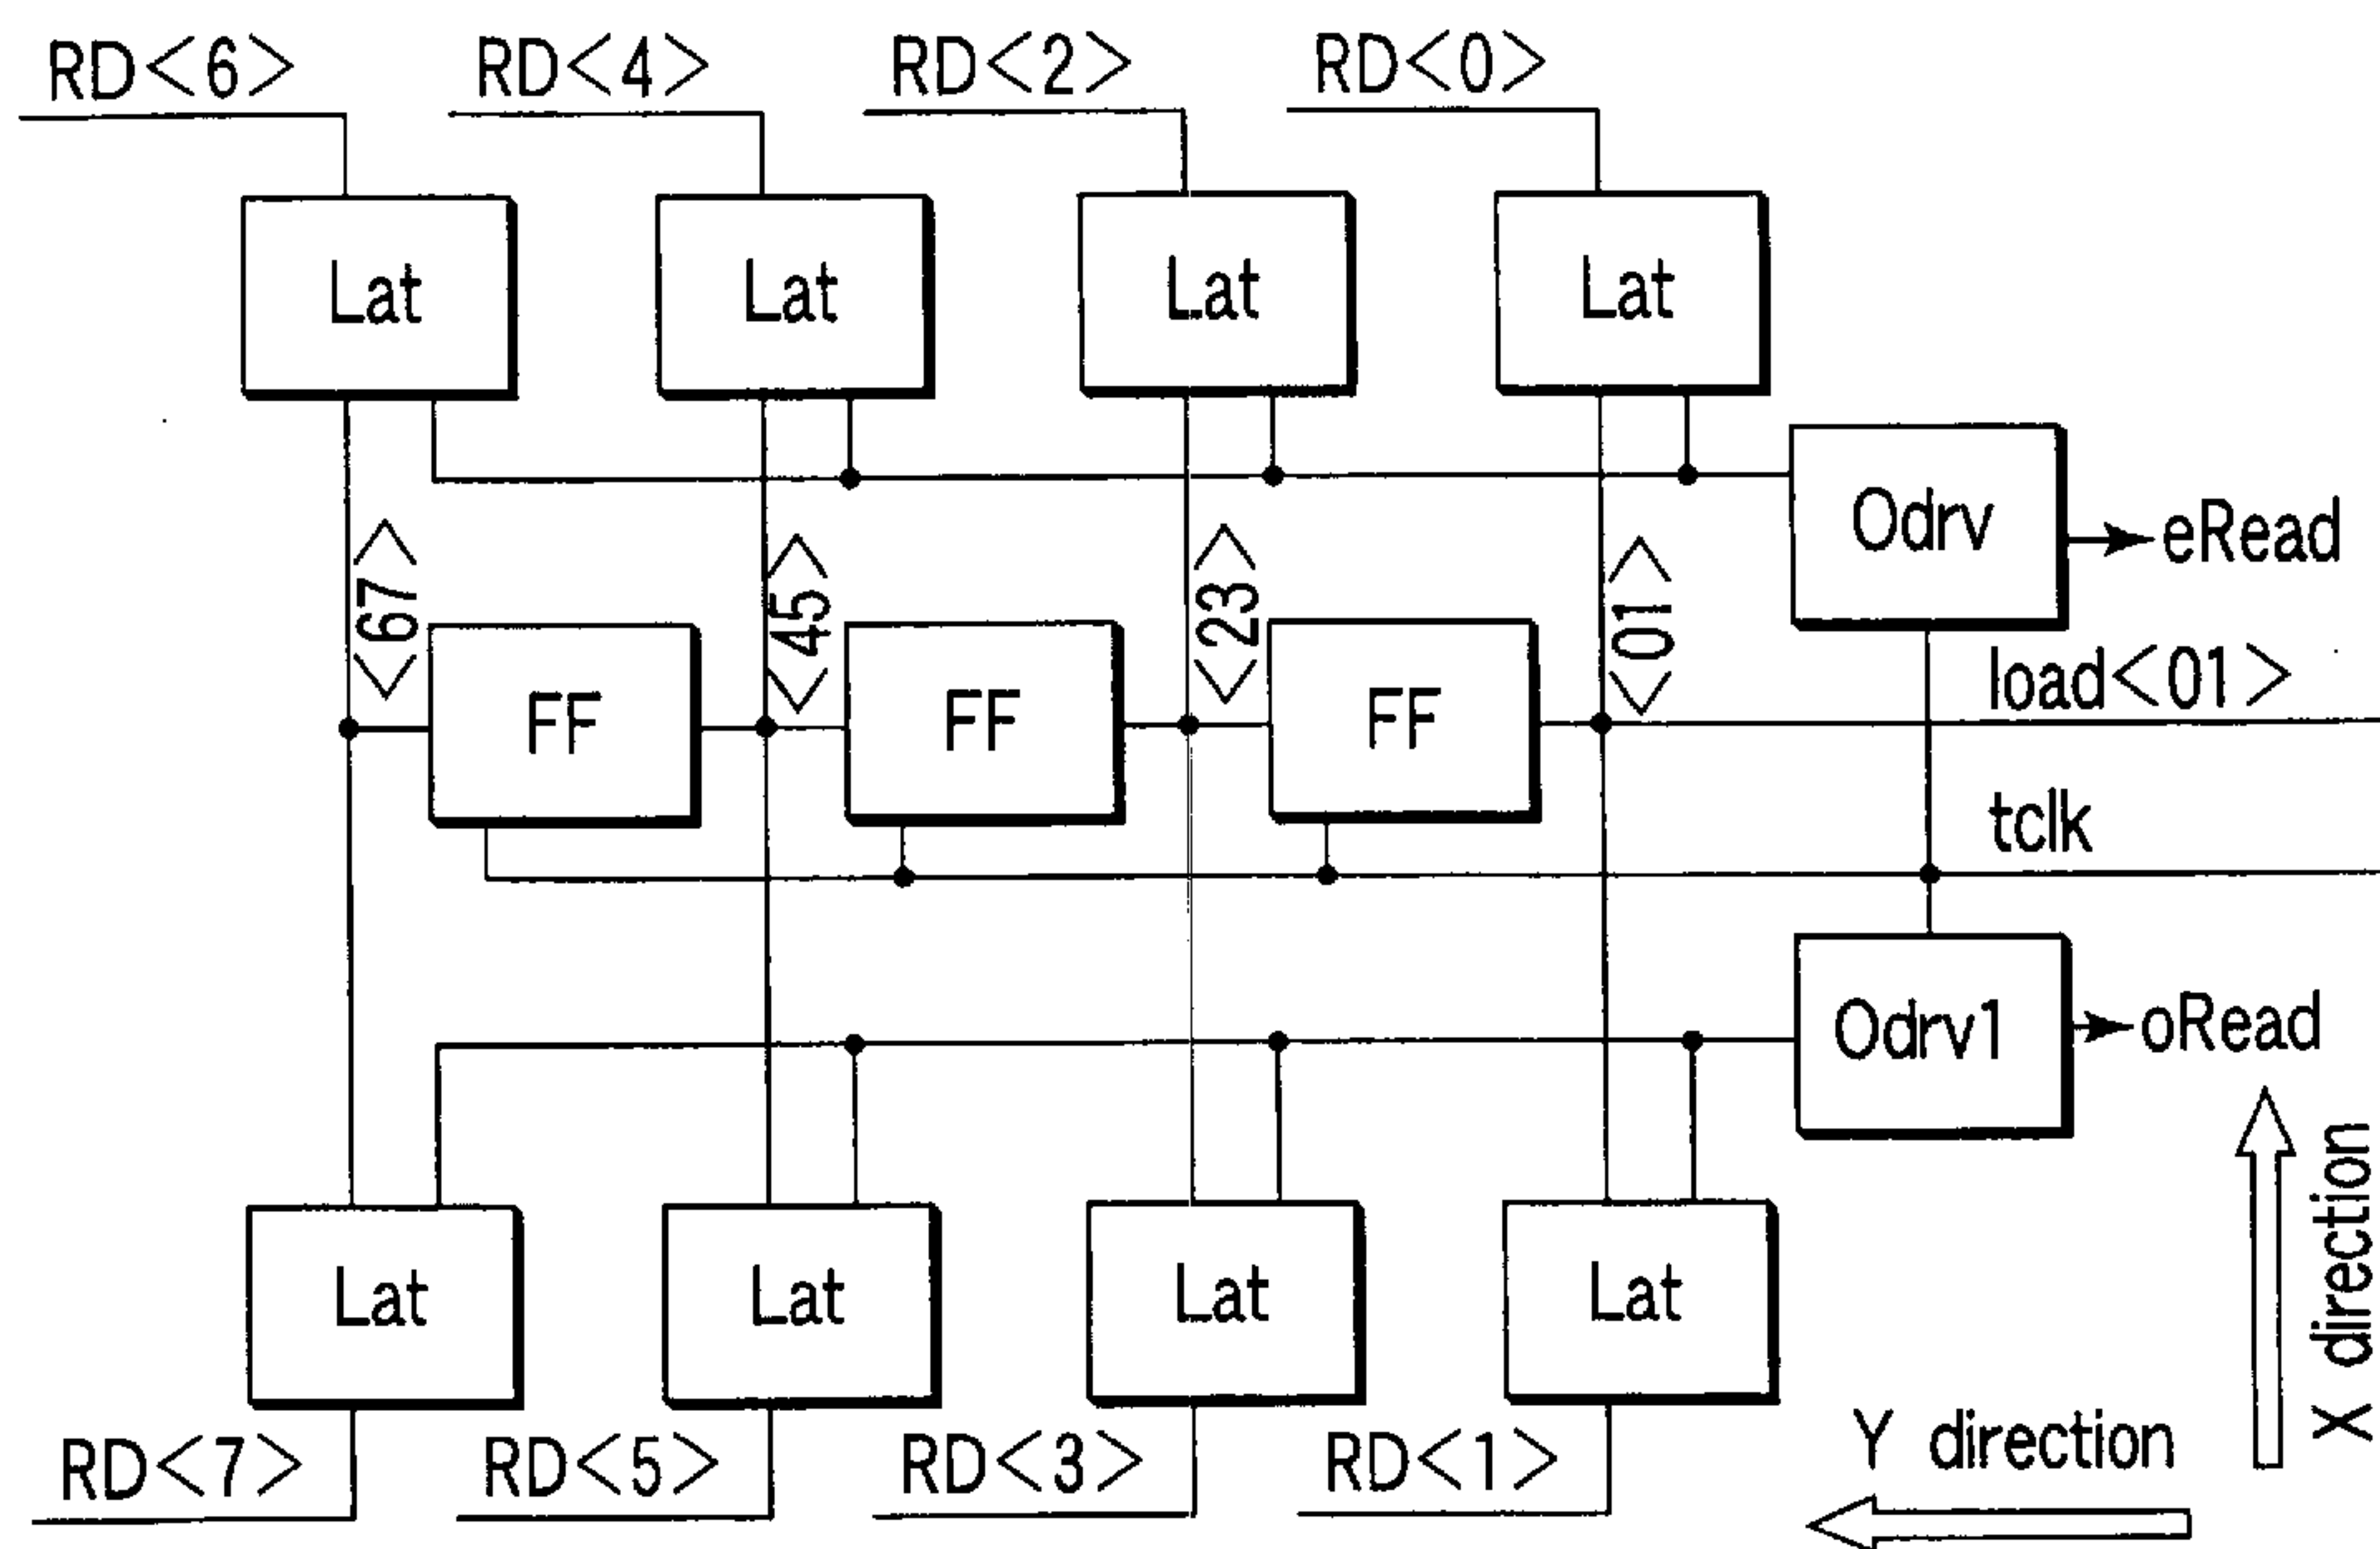 RD<6>
RD<4>
RD<2>
RD<0>
Lat
Lat
Lat
Lat
Odrv
eRead
<67>
<45>
<23>
<01>
load<01>
FF
FF
FF
tclk
Odrv1
oRead
Lat
Lat
Lat
Lat
X direction
Y direction
RD<7>
RD<5>
RD<3>
RD<1>